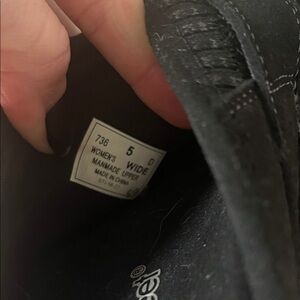 736 5 D
WOMEN'S WIDE
MANMADE UPPER
MADE IN CHINA